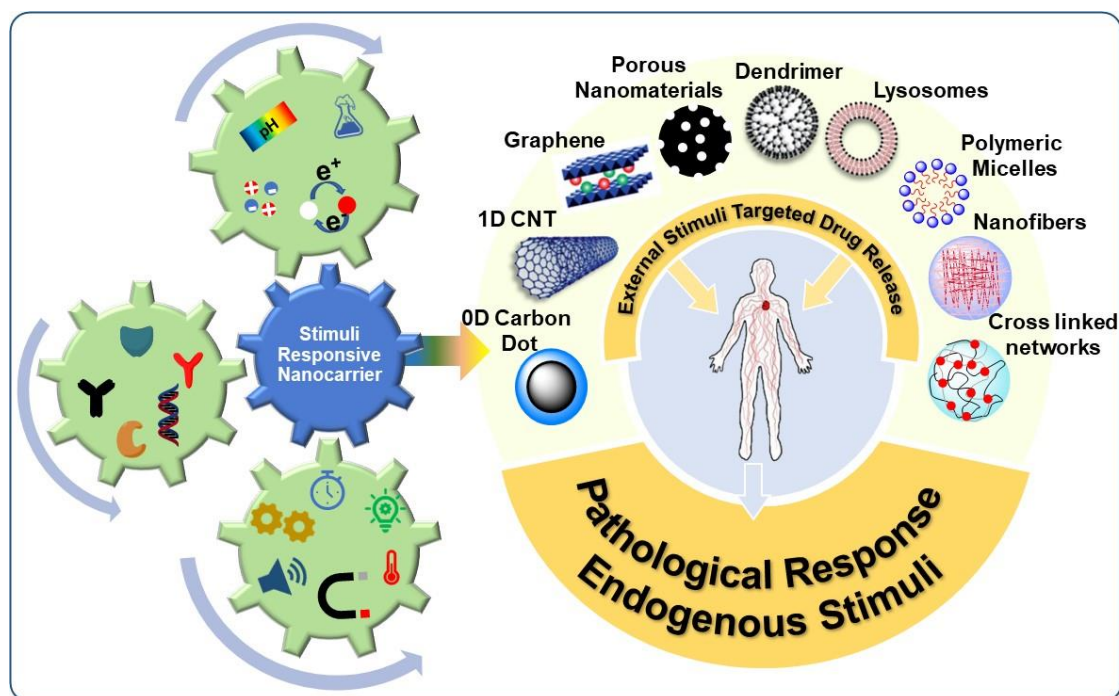 pH
e⁺
e⁻
Stimuli
Responsive
Nanocarrier
Porous
Nanomaterials
Dendrimer
Lysosomes
Graphene
Polymeric
Micelles
1D CNT
Nanofibers
0D Carbon
Dot
Cross linked
networks
External Stimuli Targeted Drug Release
Pathological Response
Endogenous Stimuli